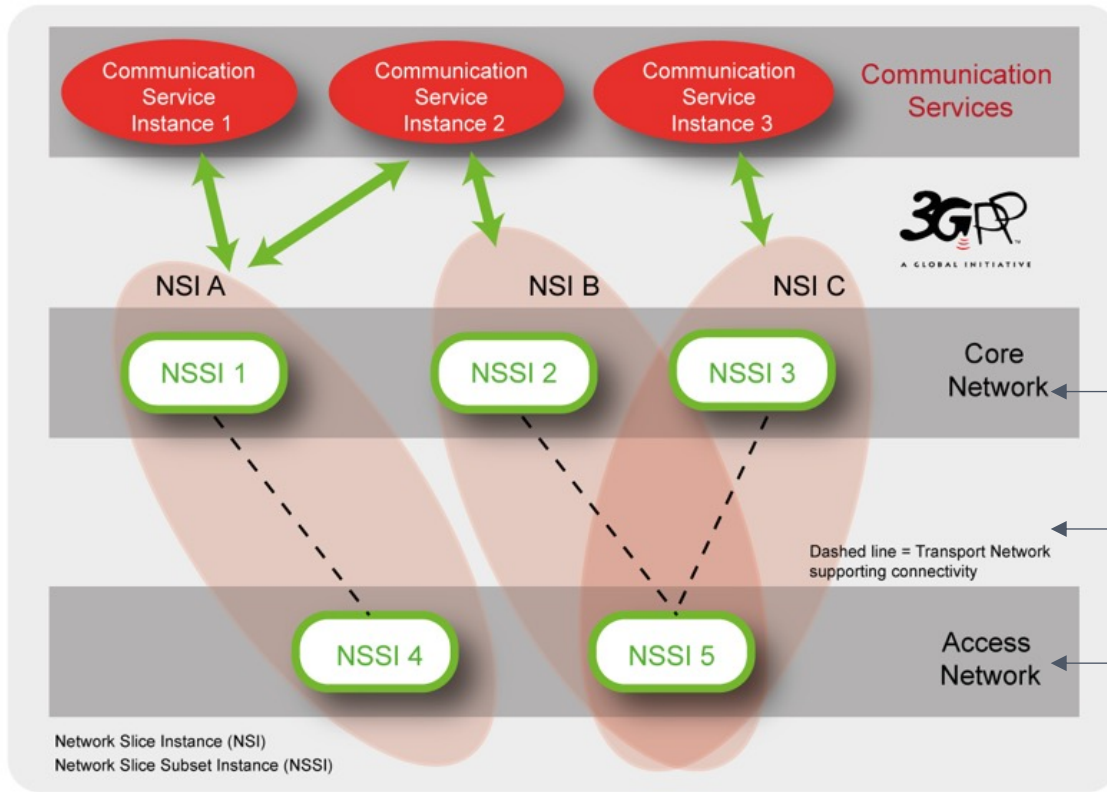 Communication
Service
Instance 1
Communication
Service
Instance 2
Communication
Service
Instance 3
Communication
Services
3GPP
TM
A GLOBAL INITIATIVE
NSI A
NSI B
NSI C
NSSI 1
NSSI 2
NSSI 3
Core
Network
Dashed line = Transport Network
supporting connectivity
NSSI 4
NSSI 5
Access
Network
Network Slice Instance (NSI)
Network Slice Subset Instance (NSSI)